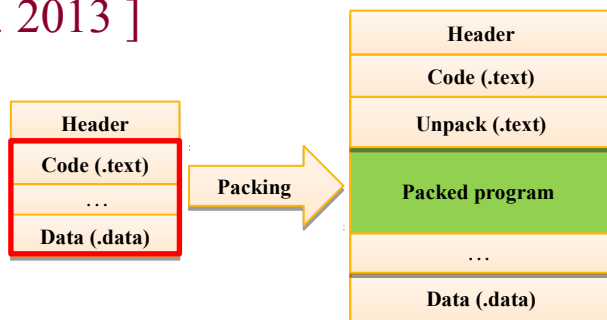 . 2013 ]
Header
Code (.text)
…
Data (.data)
Packing
Header
Code (.text)
Unpack (.text)
Packed program
…
Data (.data)